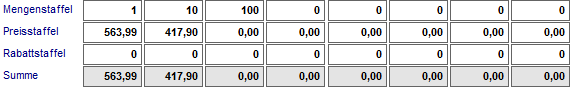 Mengenstaffel 1 10 100 0 0 0 0 0
Preisstaffel 563,99 417,90 0,00 0,00 0,00 0,00 0,00 0,00
Rabattstaffel 0 0 0 0 0 0 0 0
Summe 563,99 417,90 0,00 0,00 0,00 0,00 0,00 0,00